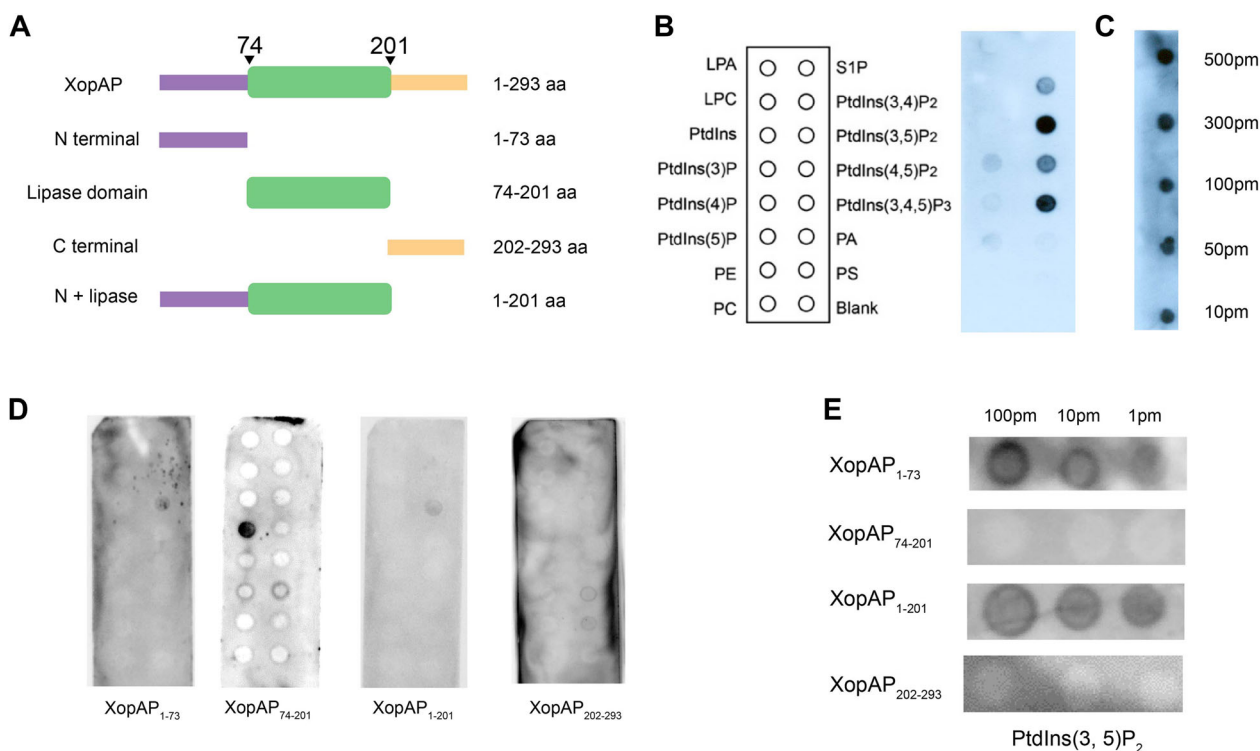 A
74 201
XopAP 1-293 aa
N terminal 1-73 aa
Lipase domain 74-201 aa
C terminal 202-293 aa
N + lipase 1-201 aa
B
LPA S1P
LPC PtdIns(3,4)P2
PtdIns PtdIns(3,5)P2
PtdIns(3)P PtdIns(4,5)P2
PtdIns(4)P PtdIns(3,4,5)P3
PtdIns(5)P PA
PE PS
PC Blank
C
500pm
300pm
100pm
50pm
10pm
D
XopAP1-73 XopAP74-201 XopAP1-201 XopAP202-293
E
100pm 10pm 1pm
XopAP1-73
XopAP74-201
XopAP1-201
XopAP202-293
PtdIns(3, 5)P2